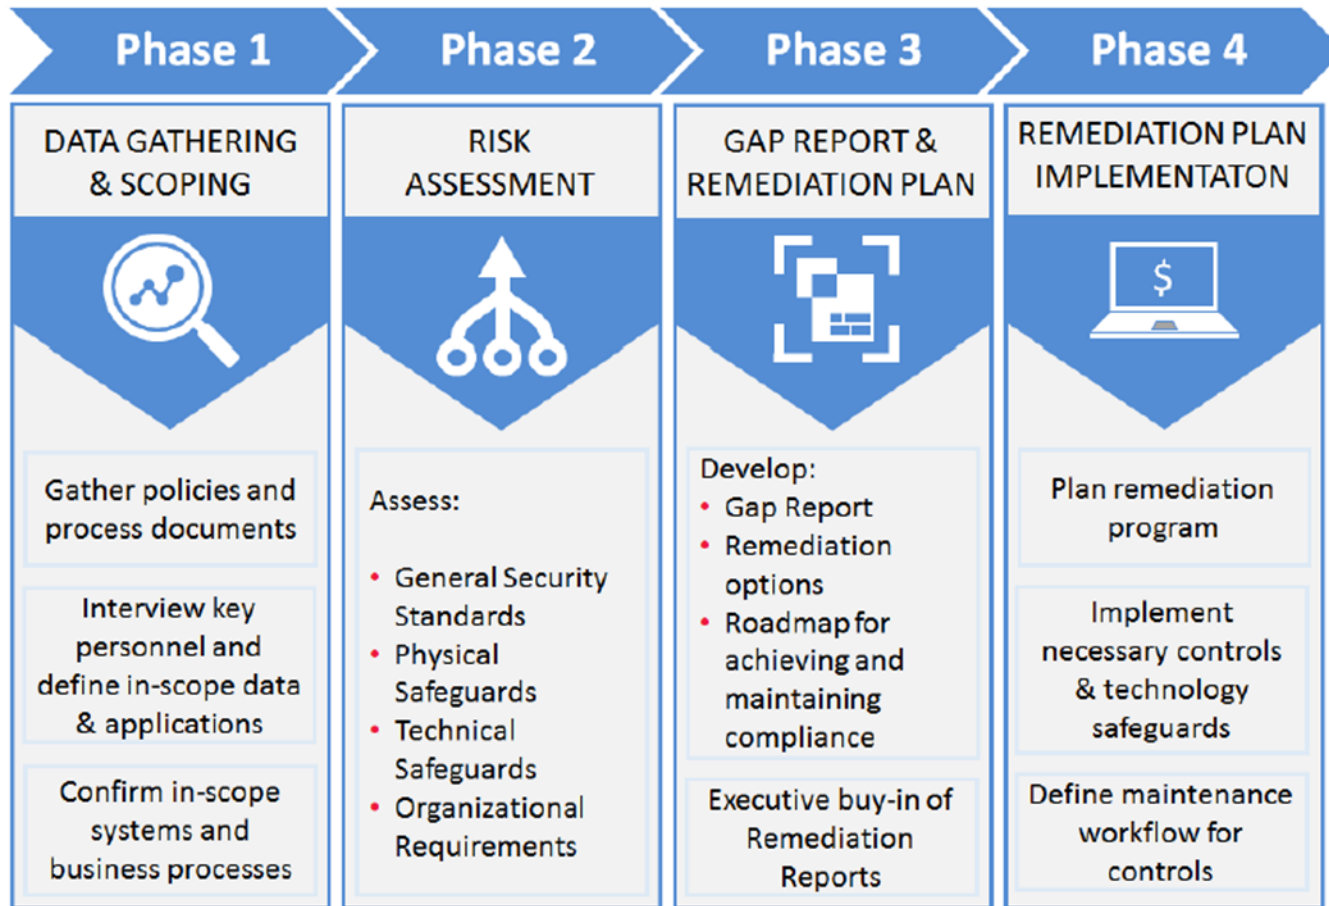 Phase 1
Phase 2
Phase 3
Phase 4
DATA GATHERING
& SCOPING
Gather policies and
process documents
Interview key
personnel and
define in-scope data
& applications
Confirm in-scope
systems and
business processes
RISK
ASSESSMENT
Assess:
• General Security
Standards
• Physical
Safeguards
• Technical
Safeguards
• Organizational
Requirements
GAP REPORT &
REMEDIATION PLAN
Develop:
• Gap Report
• Remediation
options
• Roadmap for
achieving and
maintaining
compliance
Executive buy-in of
Remediation
Reports
REMEDIATION PLAN
IMPLEMENTATON
$
Plan remediation
program
Implement
necessary controls
& technology
safeguards
Define maintenance
workflow for
controls